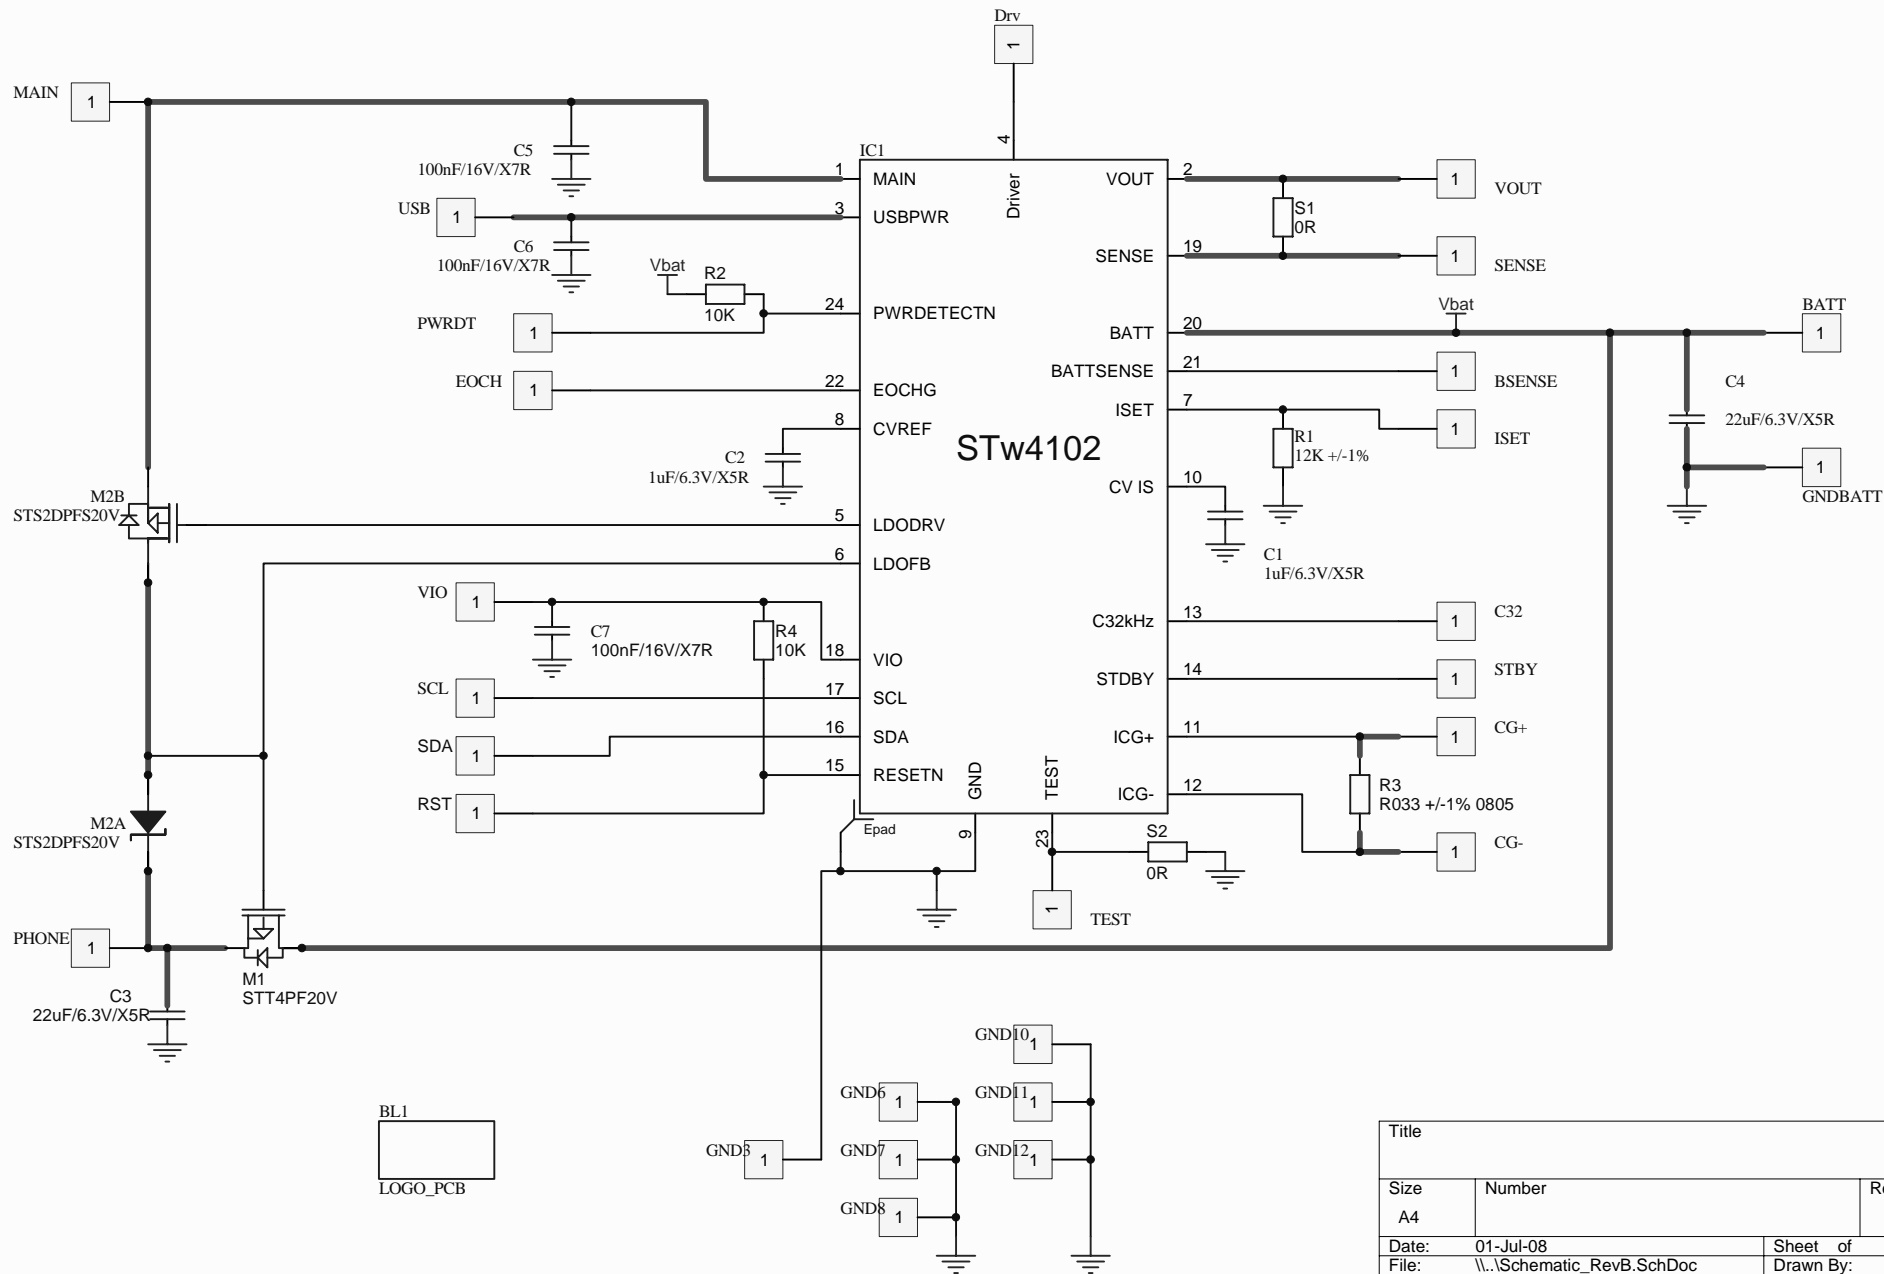 Drv
1
MAIN
1
4
IC1
C5
100nF/16V/X7R
1
MAIN
Driver
VOUT
2
1
VOUT
USB
1
3
USBPWR
S1
0R
C6
100nF/16V/X7R
SENSE
19
1
SENSE
Vbat
R2
10K
24
PWRDETECTN
PWRDT
1
Vbat
BATT
20
BATT
1
EOCH
1
22
EOCHG
BATTSENSE
21
1
BSENSE
C4
22uF/6.3V/X5R
8
CVREF
ISET
7
1
ISET
STw4102
R1
12K +/-1%
C2
1uF/6.3V/X5R
CV IS
10
1
GNDBATT
M2B
STS2DPFS20V
5
LDODRV
6
LDOFB
C1
1uF/6.3V/X5R
VIO
1
C7
100nF/16V/X7R
R4
10K
18
VIO
C32kHz
13
1
C32
SCL
1
17
SCL
STDBY
14
1
STBY
SDA
1
16
SDA
ICG+
11
1
CG+
15
RESETN
GND
TEST
ICG-
12
R3
R033 +/-1% 0805
RST
1
M2A
STS2DPFS20V
Epad
9
23
S2
0R
1
CG-
1
TEST
PHONE
1
M1
STT4PF20V
C3
22uF/6.3V/X5R
GND10
1
GND6
1
GND11
1
BL1
LOGO_PCB
GND3
1
GND7
1
GND12
1
GND8
1
Title
Size
Number
A4
Date:
01-Jul-08
Sheet of
File:
\\..\Schematic_RevB.SchDoc
Drawn By: